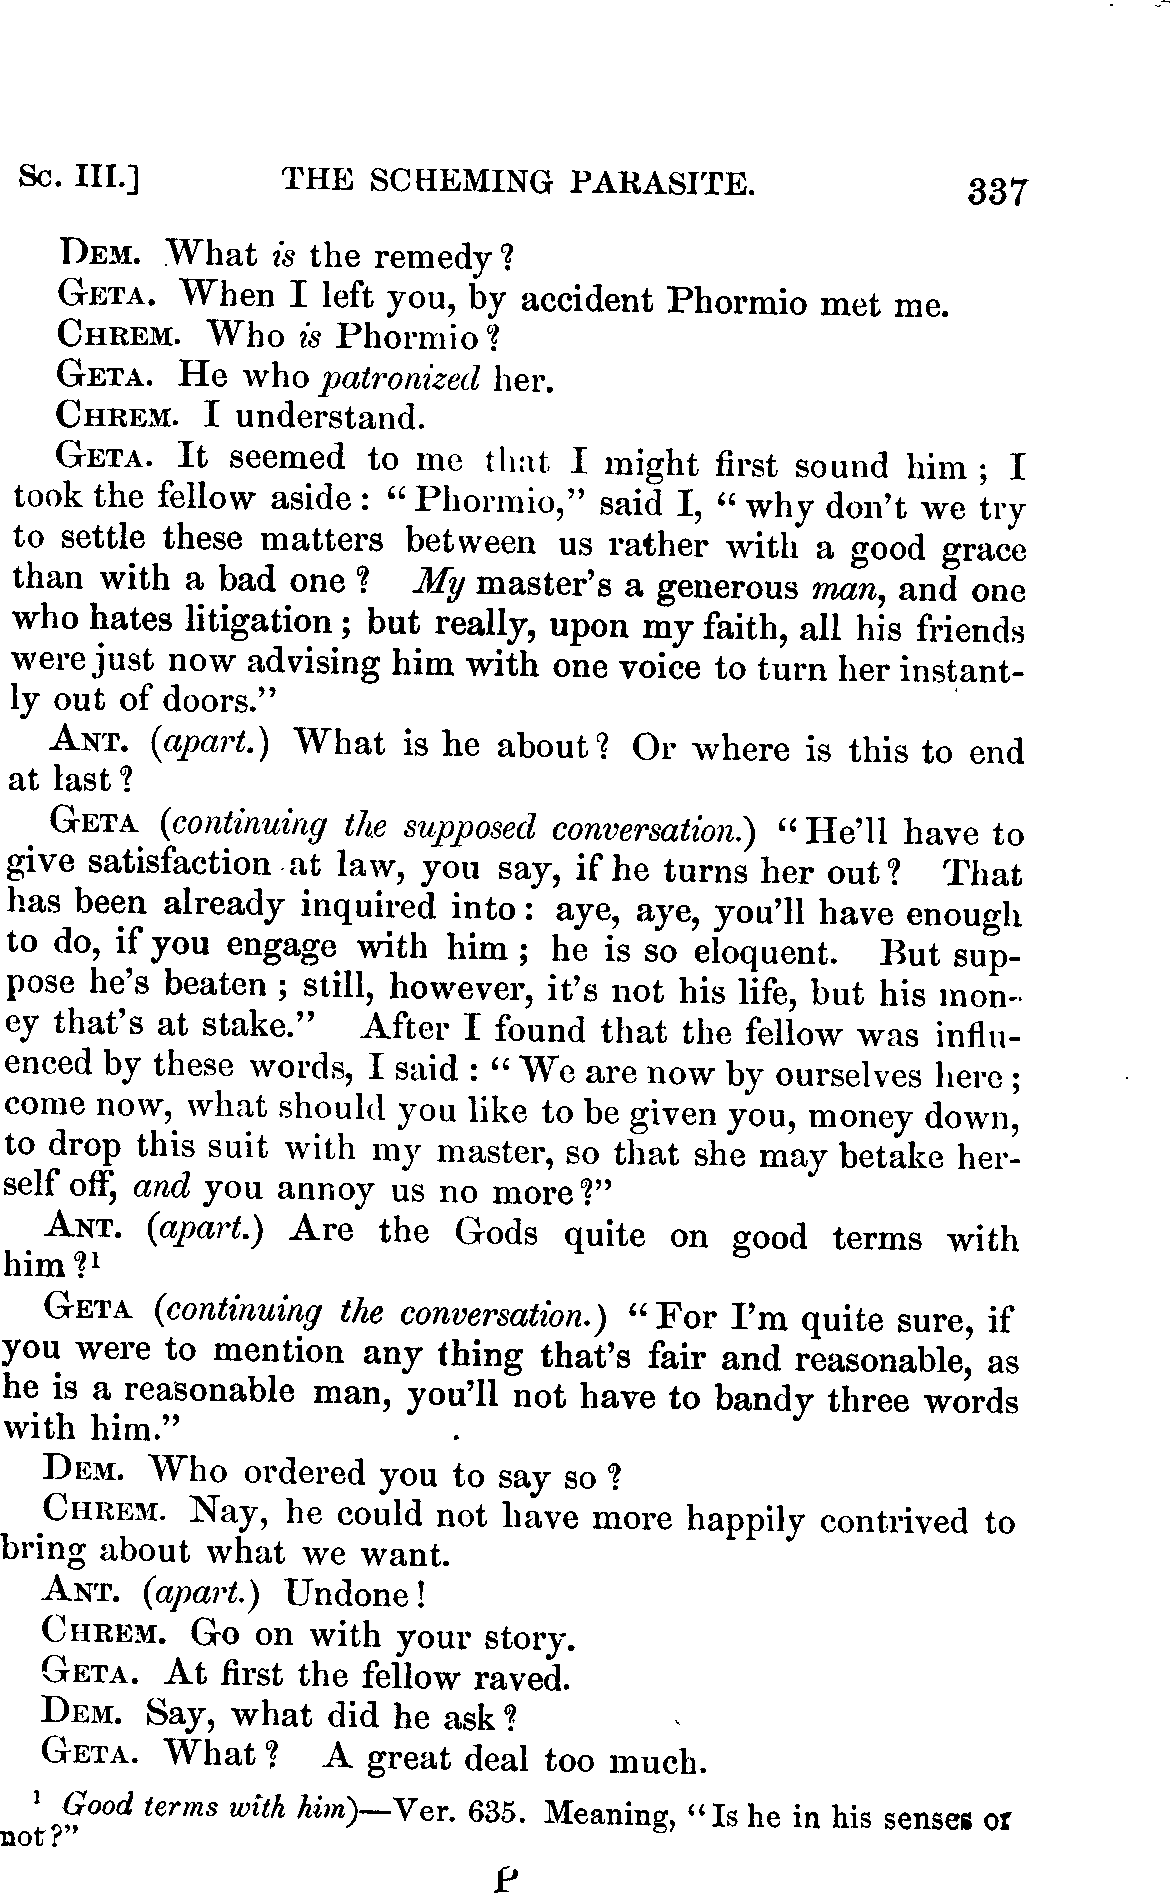 Sc. III.] THE SCHEMING PARASITE. 337
DEM. What is the remedy?
GETA. When I left you, by accident Phormio met me.
CHREM. Who is Phormio?
GETA. He who patronized her.
CHREM. I understand.
GETA. It seemed to me that I might first sound him; I
took the fellow aside: "Phormio," said I, "why don't we try
to settle these matters between us rather with a good grace
than with a bad one? My master's a generous man, and one
who hates litigation; but really, upon my faith, all his friends
were just now advising him with one voice to turn her instant-
ly out of doors."
ANT. (apart.) What is he about? Or where is this to end
at last?
GETA (continuing the supposed conversation.) "He'll have to
give satisfaction at law, you say, if he turns her out? That
has been already inquired into: aye, aye, you'll have enough
to do, if you engage with him; he is so eloquent. But sup-
pose he's beaten; still, however, it's not his life, but his mon-
ey that's at stake." After I found that the fellow was influ-
enced by these words, I said: "We are now by ourselves here;
come now, what should you like to be given you, money down,
to drop this suit with my master, so that she may betake her-
self off, and you annoy us no more?"
ANT. (apart.) Are the Gods quite on good terms with
him?¹
GETA (continuing the conversation.) "For I'm quite sure, if
you were to mention any thing that's fair and reasonable, as
he is a reasonable man, you'll not have to bandy three words
with him."
DEM. Who ordered you to say so?
CHREM. Nay, he could not have more happily contrived to
bring about what we want.
ANT. (apart.) Undone!
CHREM. Go on with your story.
GETA. At first the fellow raved.
DEM. Say, what did he ask?
GETA. What? A great deal too much.
¹ Good terms with him)—Ver. 635. Meaning, "Is he in his senses or
not?"
P